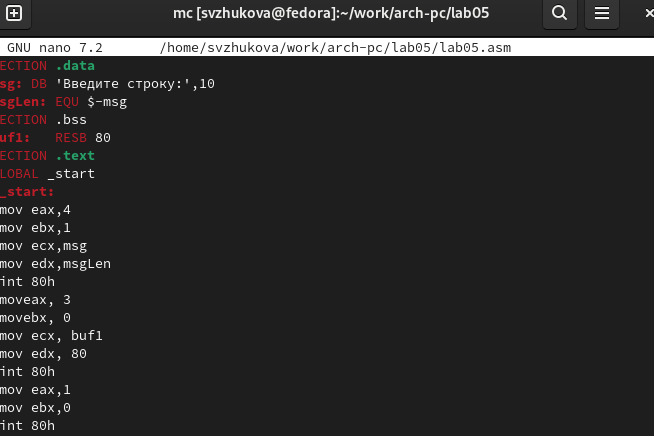 mc [svzhukova@fedora]:~/work/arch-pc/lab05
GNU nano 7.2 /home/svzhukova/work/arch-pc/lab05/lab05.asm
ECTION .data
sg: DB 'Введите строку:',10
sgLen: EQU $-msg
ECTION .bss
uf1: RESB 80
ECTION .text
LOBAL _start
_start:
mov eax,4
mov ebx,1
mov ecx,msg
mov edx,msgLen
int 80h
moveax, 3
movebx, 0
mov ecx, buf1
mov edx, 80
int 80h
mov eax,1
mov ebx,0
int 80h